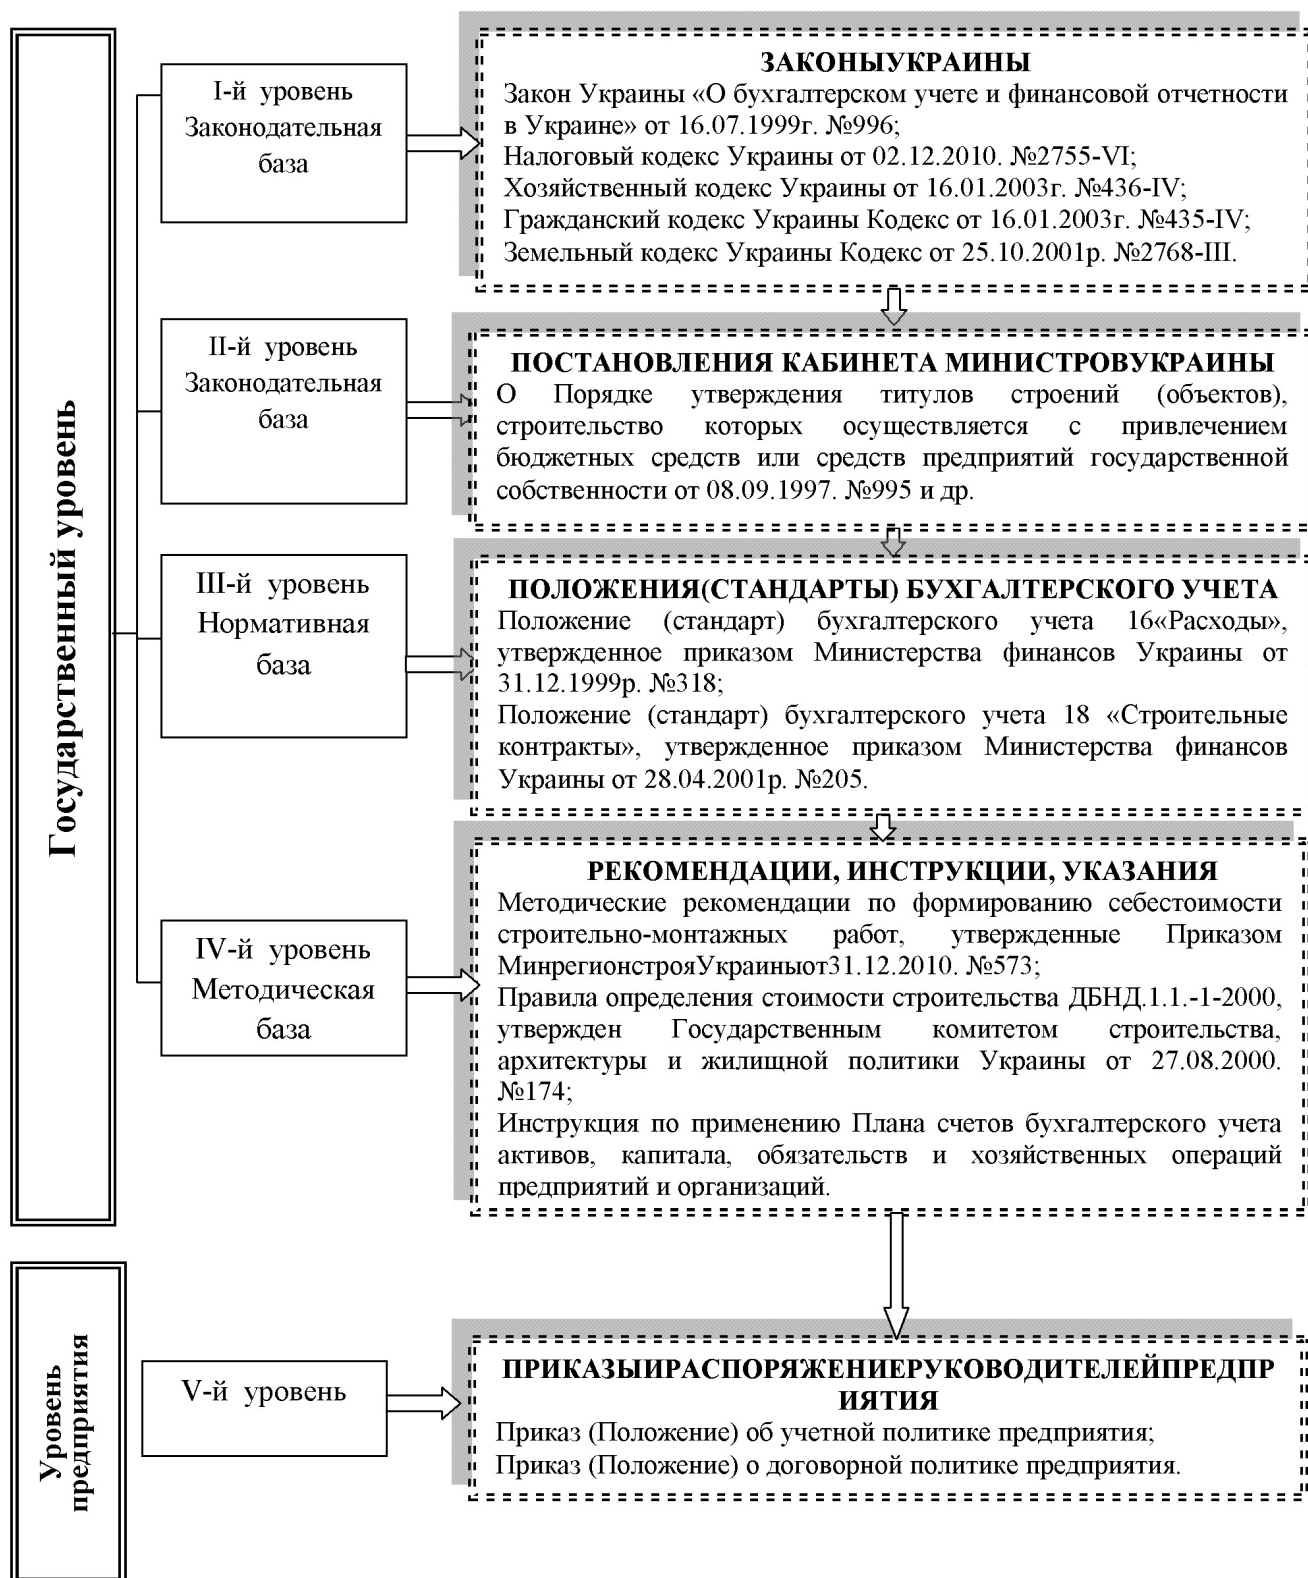 Государственный уровень
I-й уровень
Законодательная
база
ЗАКОНЫУКРАИНЫ
Закон Украины «О бухгалтерском учете и финансовой отчетности
в Украине» от 16.07.1999г. №996;
Налоговый кодекс Украины от 02.12.2010. №2755-VI;
Хозяйственный кодекс Украины от 16.01.2003г. №436-IV;
Гражданский кодекс Украины Кодекс от 16.01.2003г. №435-IV;
Земельный кодекс Украины Кодекс от 25.10.2001р. №2768-III.
II-й уровень
Законодательная
база
ПОСТАНОВЛЕНИЯ КАБИНЕТА МИНИСТРОВУКРАИНЫ
О Порядке утверждения титулов строений (объектов),
строительство которых осуществляется с привлечением
бюджетных средств или средств предприятий государственной
собственности от 08.09.1997. №995 и др.
III-й уровень
Нормативная
база
ПОЛОЖЕНИЯ(СТАНДАРТЫ) БУХГАЛТЕРСКОГО УЧЕТА
Положение (стандарт) бухгалтерского учета 16«Расходы»,
утвержденное приказом Министерства финансов Украины от
31.12.1999р. №318;
Положение (стандарт) бухгалтерского учета 18 «Строительные
контракты», утвержденное приказом Министерства финансов
Украины от 28.04.2001р. №205.
IV-й уровень
Методическая
база
РЕКОМЕНДАЦИИ, ИНСТРУКЦИИ, УКАЗАНИЯ
Методические рекомендации по формированию себестоимости
строительно-монтажных работ, утвержденные Приказом
МинрегионстрояУкраиныот31.12.2010. №573;
Правила определения стоимости строительства ДБНД.1.1.-1-2000,
утвержден Государственным комитетом строительства,
архитектуры и жилищной политики Украины от 27.08.2000.
№174;
Инструкция по применению Плана счетов бухгалтерского учета
активов, капитала, обязательств и хозяйственных операций
предприятий и организаций.
Уровень
предприятия
V-й уровень
ПРИКАЗЫИРАСПОРЯЖЕНИЕРУКОВОДИТЕЛЕЙПРЕДПР
ИЯТИЯ
Приказ (Положение) об учетной политике предприятия;
Приказ (Положение) о договорной политике предприятия.